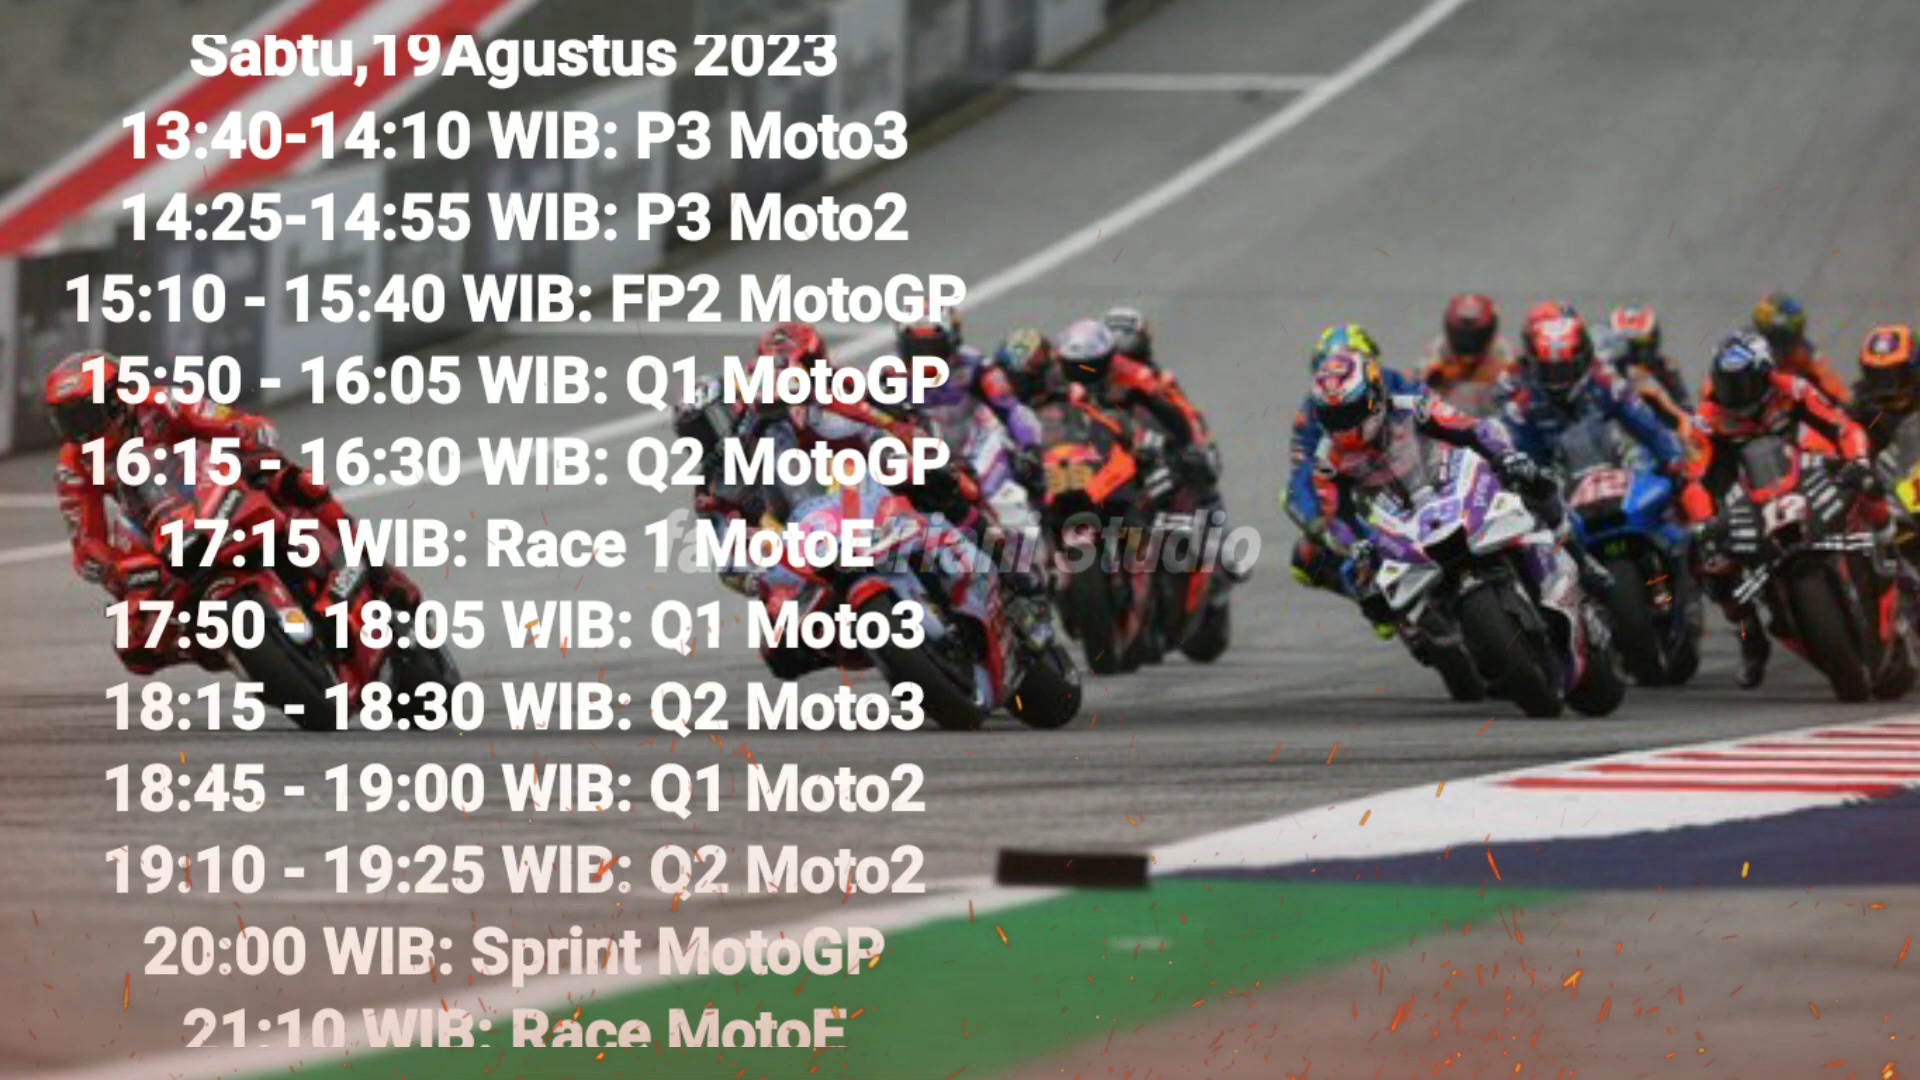 Sabtu,19Agustus 2023
13:40-14:10 WIB: P3 Moto3
14:25-14:55 WIB: P3 Moto2
15:10 - 15:40 WIB: FP2 MotoGP
15:50 - 16:05 WIB: Q1 MotoGP
16:15 - 16:30 WIB: Q2 MotoGP
17:15 WIB: Race 1 MotoE
Studio
17:50 - 18:05 WIB: Q1 Moto3
18:15 - 18:30 WIB: Q2 Moto3
18:45 - 19:00 WIB: Q1 Moto2
19:10 - 19:25 WIB: Q2 Moto2
20:00 WIB: Sprint MotoGP
21:10 WIB: Race MotoE